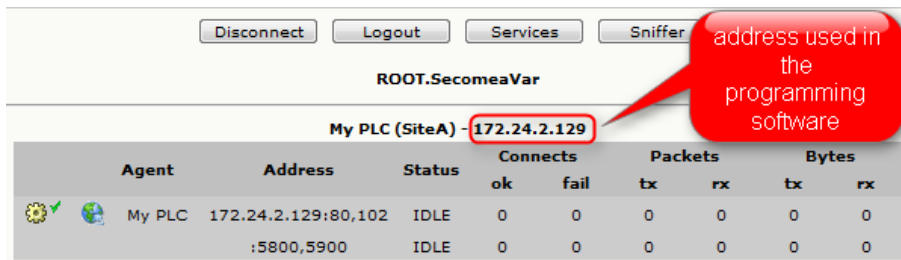 Disconnect Logout Services Sniffer
address used in
the
programming
software
ROOT.SecomeaVar
My PLC (SiteA) - 172.24.2.129
Agent Address Status Connects Packets Bytes
ok fail tx rx tx rx
My PLC 172.24.2.129:80,102 IDLE 0 0 0 0 0 0
:5800,5900 IDLE 0 0 0 0 0 0